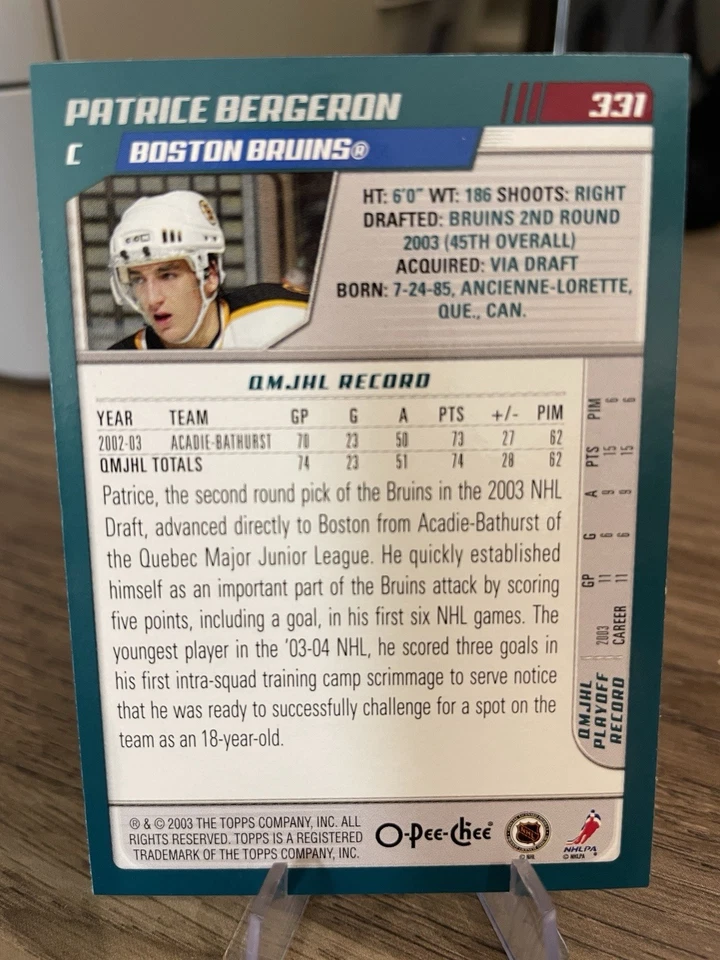 PATRICE BERGERON 331
C BOSTON BRUINS®
HT: 6'0" WT: 186 SHOOTS: RIGHT
DRAFTED: BRUINS 2ND ROUND
2003 (45TH OVERALL)
ACQUIRED: VIA DRAFT
BORN: 7-24-85, ANCIENNE-LORETTE,
QUE., CAN.
QMJHL RECORD
YEAR TEAM GP G A PTS +/- PIM
2002-03 ACADIE-BATHURST 70 23 50 73 27 62
QMJHL TOTALS 74 23 51 74 28 62
Patrice, the second round pick of the Bruins in the 2003 NHL
Draft, advanced directly to Boston from Acadie-Bathurst of
the Quebec Major Junior League. He quickly established
himself as an important part of the Bruins attack by scoring
five points, including a goal, in his first six NHL games. The
youngest player in the '03-04 NHL, he scored three goals in
his first intra-squad training camp scrimmage to serve notice
that he was ready to successfully challenge for a spot on the
team as an 18-year-old.
QMJHL
PLAYOFF
RECORD
GP G A PTS PIM
2003 11 6 9 15 6
CAREER 11 6 9 15 6
® & © 2003 THE TOPPS COMPANY, INC. ALL
RIGHTS RESERVED. TOPPS IS A REGISTERED
TRADEMARK OF THE TOPPS COMPANY, INC.
O-Pee-Chee®
NHL
© NHL
NHLPA
© NHLPA